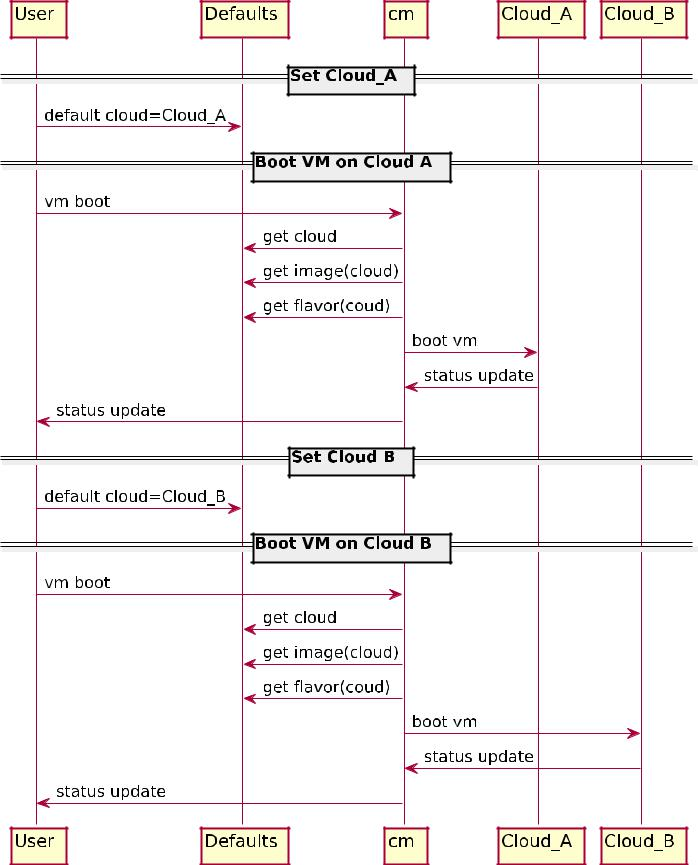 User Defaults cm Cloud_A Cloud_B
Set Cloud_A
default cloud=Cloud_A
Boot VM on Cloud A
vm boot
get cloud
get image(cloud)
get flavor(coud)
boot vm
status update
status update
Set Cloud B
default cloud=Cloud_B
Boot VM on Cloud B
vm boot
get cloud
get image(cloud)
get flavor(coud)
boot vm
status update
status update
User Defaults cm Cloud_A Cloud_B